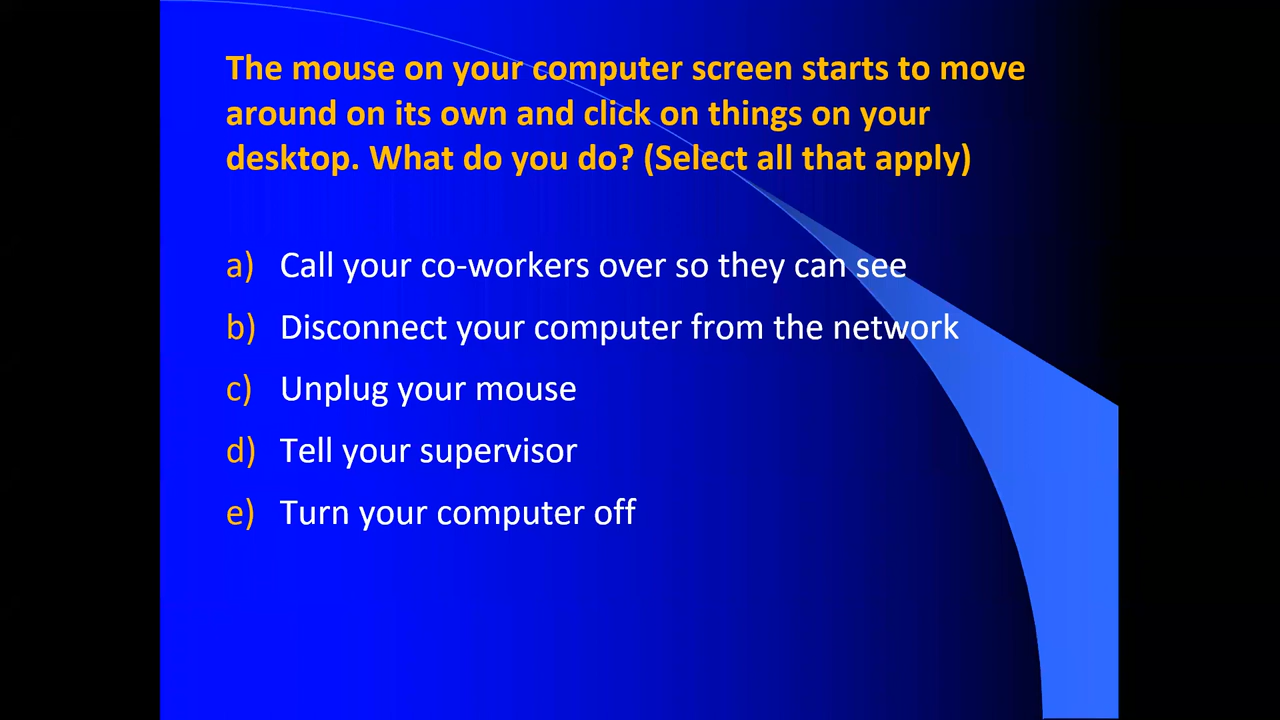 The mouse on your computer screen starts to move
around on its own and click on things on your
desktop. What do you do? (Select all that apply)
a) Call your co-workers over so they can see
b) Disconnect your computer from the network
c) Unplug your mouse
d) Tell your supervisor
e) Turn your computer off